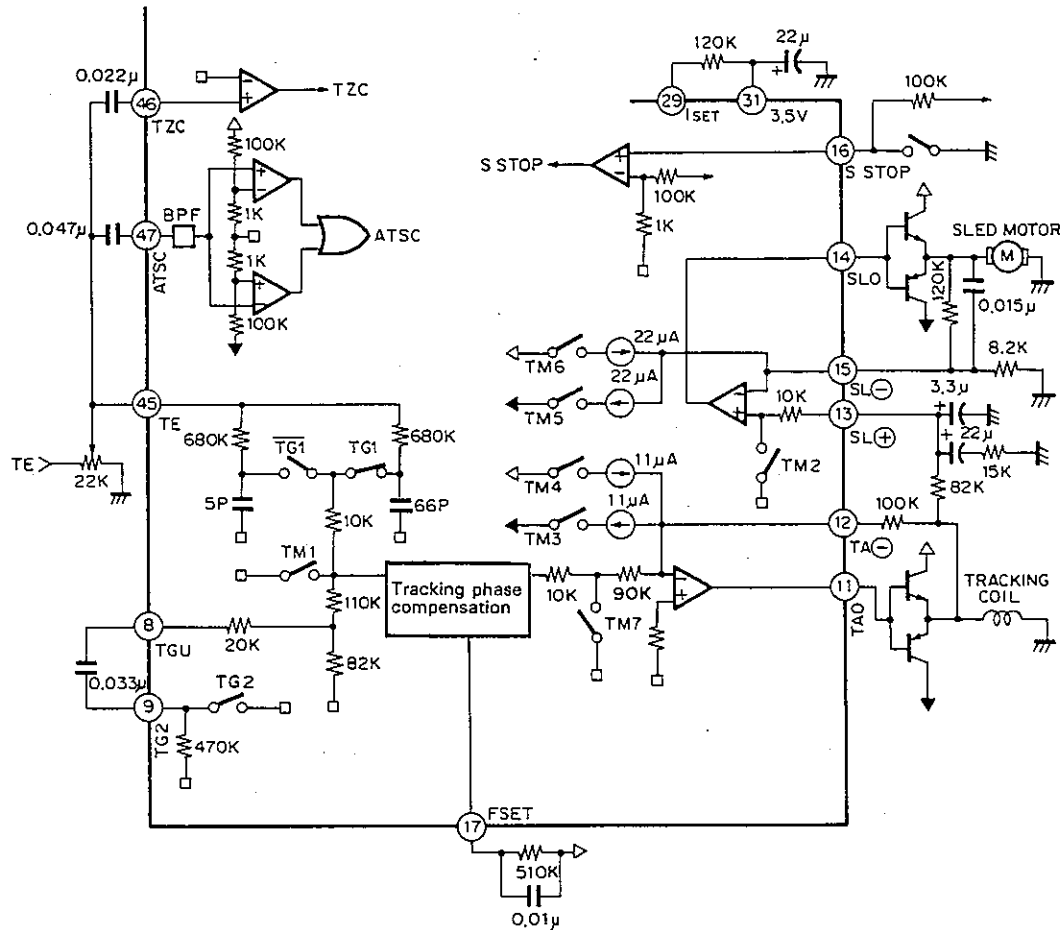 0.022μ
46
TZC
−
+
TZC
100K
0.047μ
47
ATSC
BPF
+
−
1K
1K
+
−
100K
ATSC
120K
22μ
+
29
ISET
31
3.5V
100K
16
S STOP
S STOP
+
−
100K
1K
14
SLO
SLED MOTOR
M
120K
0.015μ
8.2K
TM6
22μA
22μA
TM5
15
SL⊖
−
+
10K
13
SL⊕
3.3μ
+
+
22μ
15K
82K
TM2
45
TE
TE
22K
680K
TG1
TG1
680K
5P
66P
10K
TM4
11μA
11μA
TM3
12
TA⊖
100K
TM1
110K
Tracking phase
compensation
10K
90K
TM7
−
+
11
TAO
TRACKING
COIL
8
TGU
20K
82K
0.033μ
9
TG2
TG2
470K
17
FSET
510K
0.01μ